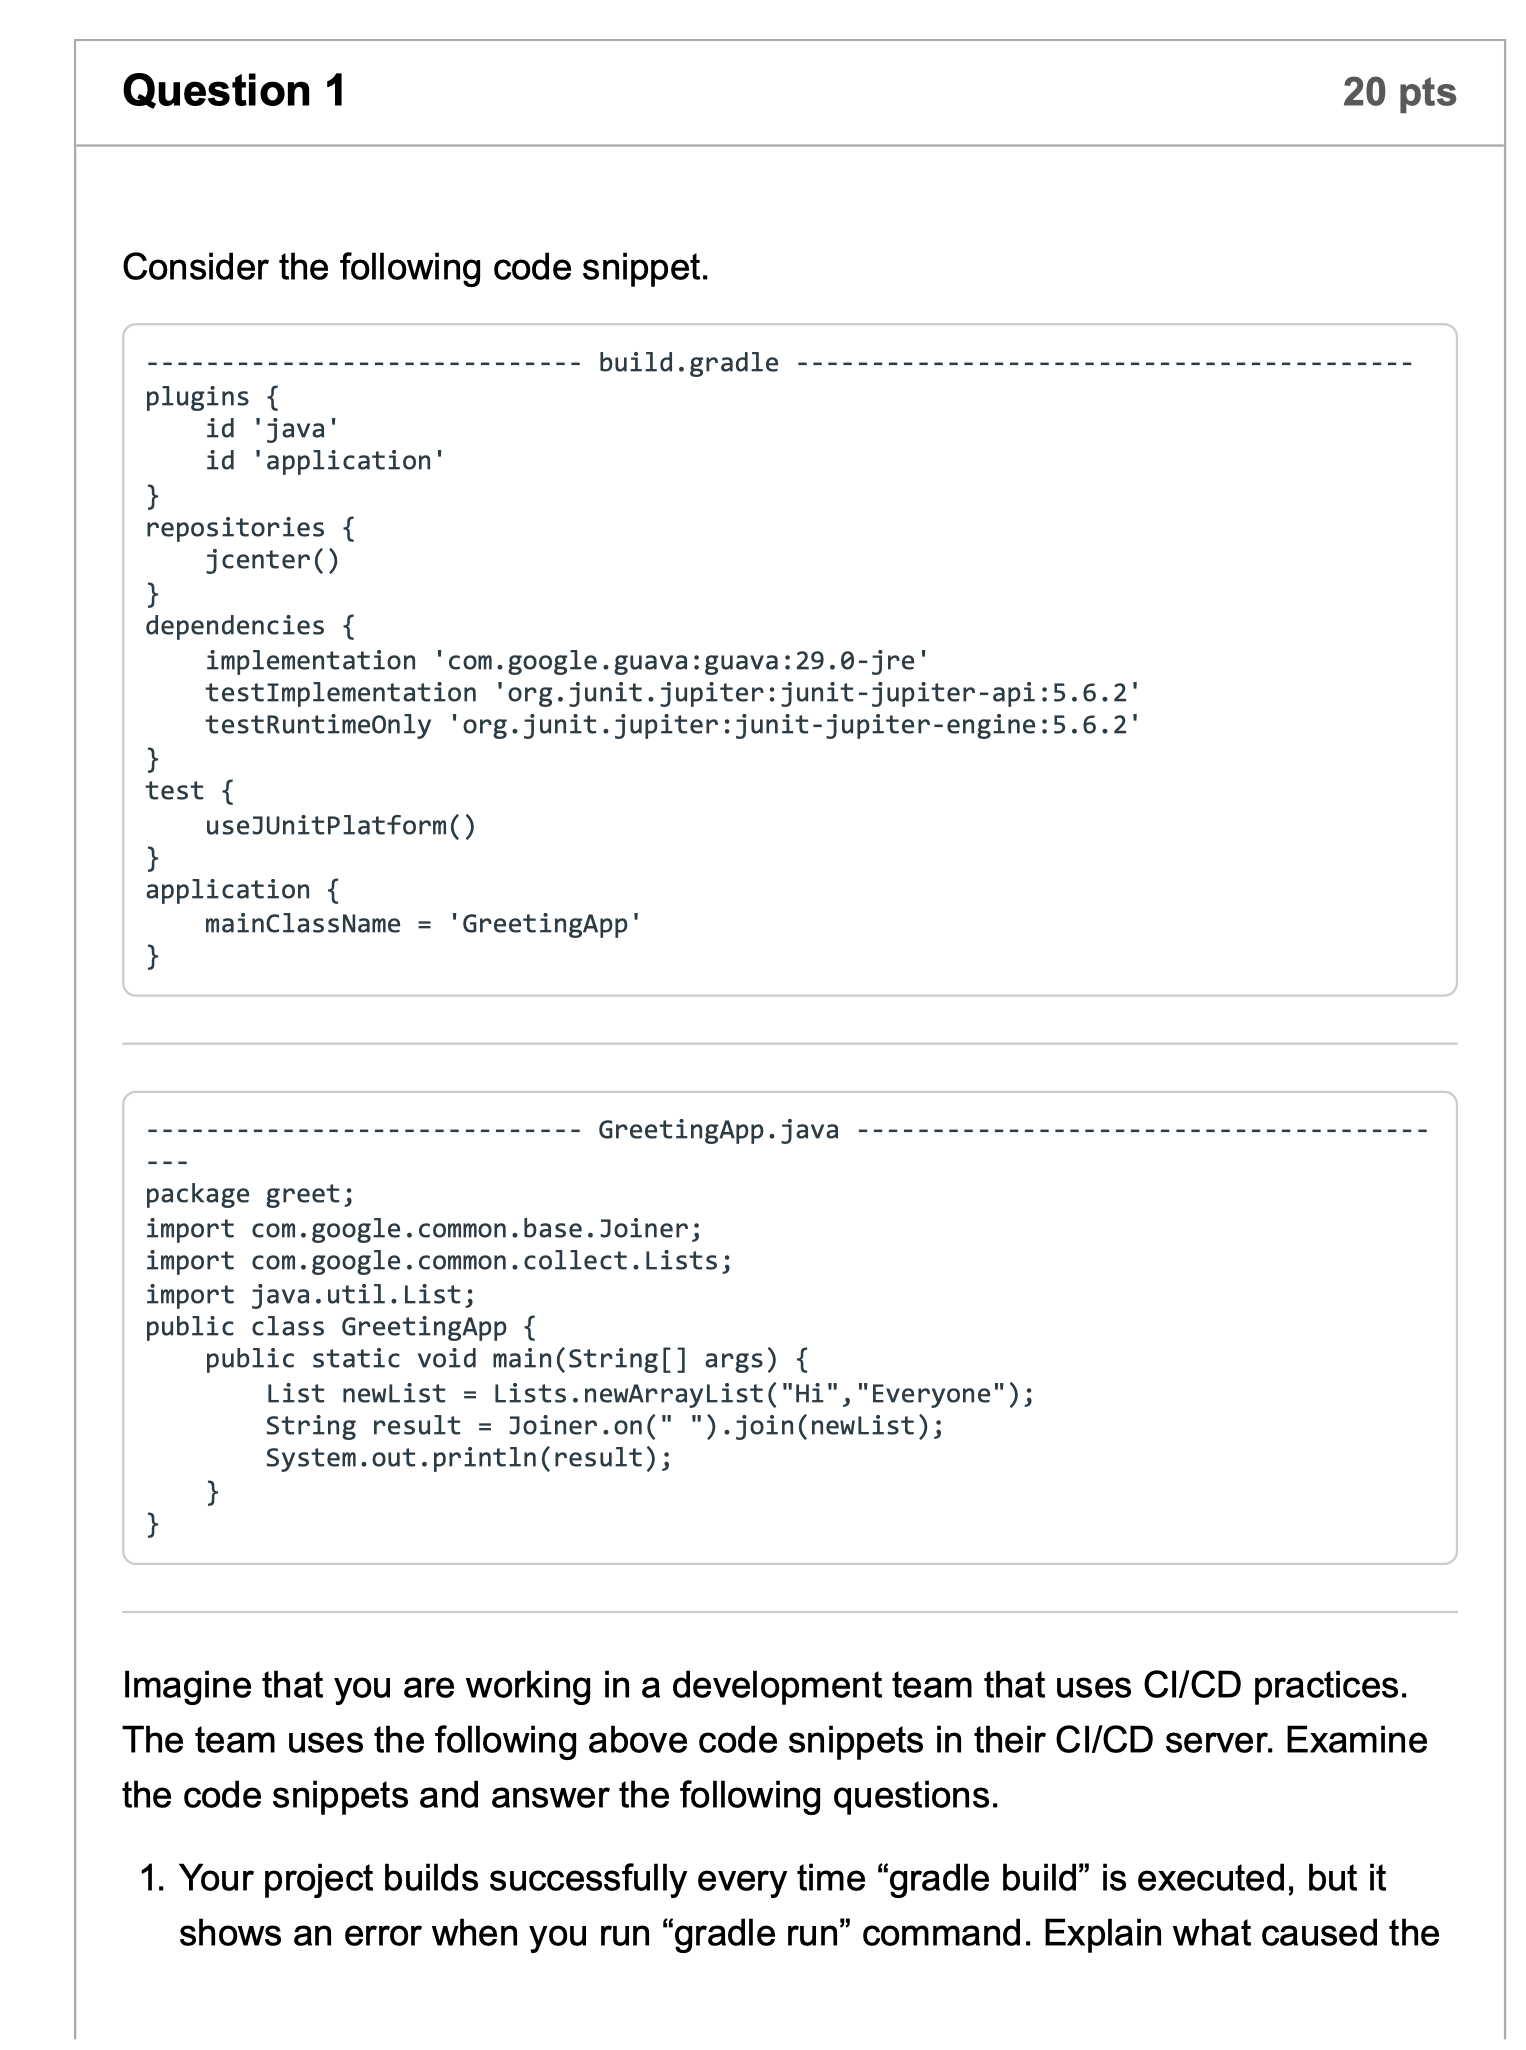 Question 1
20 pts
Consider the following code snippet.
----------------------------- build.gradle -----------------------------------------
plugins {
    id 'java'
    id 'application'
}
repositories {
    jcenter()
}
dependencies {
    implementation 'com.google.guava:guava:29.0-jre'
    testImplementation 'org.junit.jupiter:junit-jupiter-api:5.6.2'
    testRuntimeOnly 'org.junit.jupiter:junit-jupiter-engine:5.6.2'
}
test {
    useJUnitPlatform()
}
application {
    mainClassName = 'GreetingApp'
}
----------------------------- GreetingApp.java --------------------------------------
---
package greet;
import com.google.common.base.Joiner;
import com.google.common.collect.Lists;
import java.util.List;
public class GreetingApp {
    public static void main(String[] args) {
        List newList = Lists.newArrayList("Hi","Everyone");
        String result = Joiner.on(" ").join(newList);
        System.out.println(result);
    }
}
Imagine that you are working in a development team that uses CI/CD practices.
The team uses the following above code snippets in their CI/CD server. Examine
the code snippets and answer the following questions.
1. Your project builds successfully every time “gradle build” is executed, but it
shows an error when you run “gradle run” command. Explain what caused the